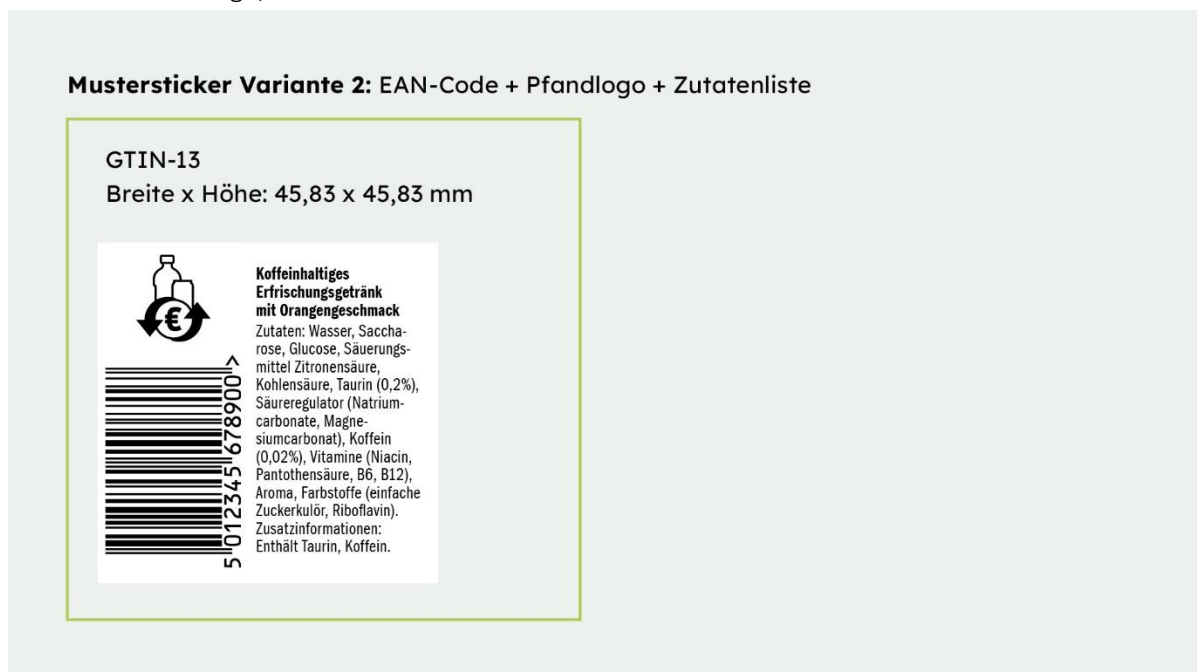 Mustersticker Variante 2: EAN-Code + Pfandlogo + Zutatenliste
GTIN-13
Breite x Höhe: 45,83 x 45,83 mm
€
5 012345 678900 >
Koffeinhaltiges
Erfrischungsgetränk
mit Orangengeschmack
Zutaten: Wasser, Saccha-
rose, Glucose, Säuerungs-
mittel Zitronensäure,
Kohlensäure, Taurin (0,2%),
Säureregulator (Natrium-
carbonate, Magne-
siumcarbonat), Koffein
(0,02%), Vitamine (Niacin,
Pantothensäure, B6, B12),
Aroma, Farbstoffe (einfache
Zuckerkulör, Riboflavin).
Zusatzinformationen:
Enthält Taurin, Koffein.